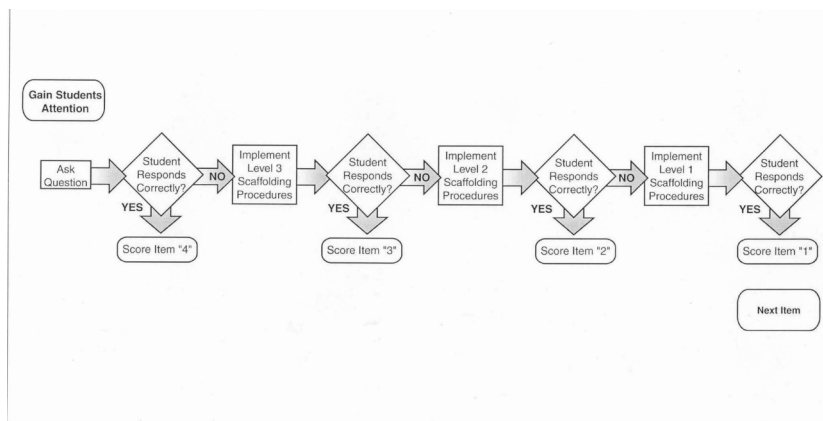 Gain Students
Attention
Ask
Question
Student
Responds
Correctly?
NO
YES
Score Item "4"
Implement
Level 3
Scaffolding
Procedures
Student
Responds
Correctly?
NO
YES
Score Item "3"
Implement
Level 2
Scaffolding
Procedures
Student
Responds
Correctly?
NO
YES
Score Item "2"
Implement
Level 1
Scaffolding
Procedures
Student
Responds
Correctly?
YES
Score Item "1"
Next Item